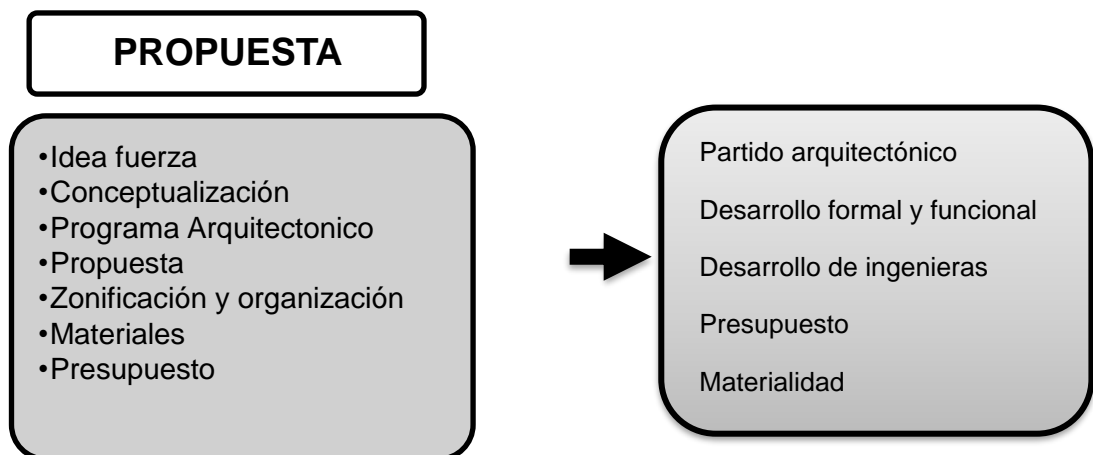 PROPUESTA
•Idea fuerza
•Conceptualización
•Programa Arquitectonico
•Propuesta
•Zonificación y organización
•Materiales
•Presupuesto
Partido arquitectónico
Desarrollo formal y funcional
Desarrollo de ingenieras
Presupuesto
Materialidad